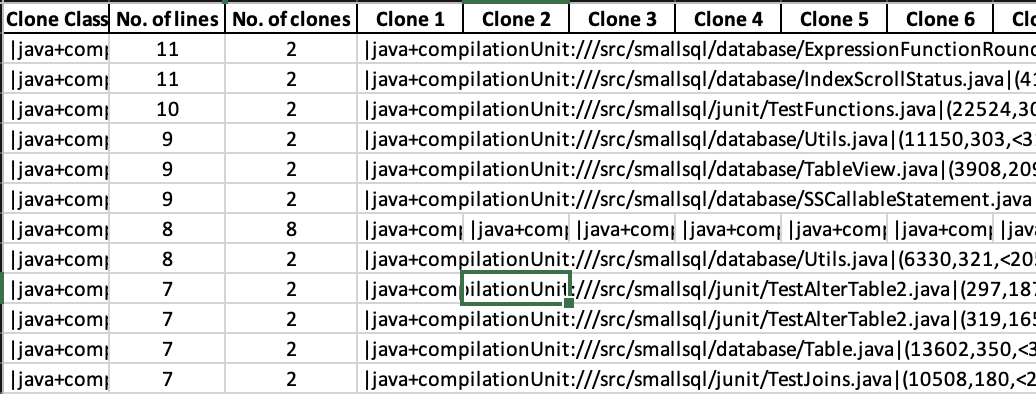 Clone Class No. of lines No. of clones Clone 1 Clone 2 Clone 3 Clone 4 Clone 5 Clone 6 Clo
|java+comp 11 2 |java+compilationUnit:///src/smallsql/database/ExpressionFunctionRound
|java+comp 11 2 |java+compilationUnit:///src/smallsql/database/IndexScrollStatus.java|(41
|java+comp 10 2 |java+compilationUnit:///src/smallsql/junit/TestFunctions.java|(22524,30
|java+comp 9 2 |java+compilationUnit:///src/smallsql/database/Utils.java|(11150,303,<3
|java+comp 9 2 |java+compilationUnit:///src/smallsql/database/TableView.java|(3908,209
|java+comp 9 2 |java+compilationUnit:///src/smallsql/database/SSCallableStatement.java
|java+comp 8 8 |java+comp |java+comp |java+comp |java+comp |java+comp |java+comp |java
|java+comp 8 2 |java+compilationUnit:///src/smallsql/database/Utils.java|(6330,321,<205
|java+comp 7 2 |java+compilationUnit:///src/smallsql/junit/TestAlterTable2.java|(297,187
|java+comp 7 2 |java+compilationUnit:///src/smallsql/junit/TestAlterTable2.java|(319,165
|java+comp 7 2 |java+compilationUnit:///src/smallsql/database/Table.java|(13602,350,<3
|java+comp 7 2 |java+compilationUnit:///src/smallsql/junit/TestJoins.java|(10508,180,<2